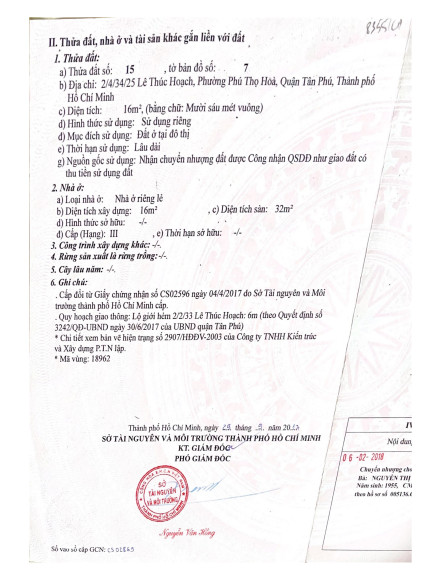 II. Thửa đất, nhà ở và tài sản khác gắn liền với đất
1. Thửa đất:
a) Thửa đất số: 15 , tờ bản đồ số: 7
b) Địa chỉ: 2/4/34/25 Lê Thúc Hoạch, Phường Phú Thọ Hoà, Quận Tân Phú, Thành phố
Hồ Chí Minh
c) Diện tích: 16m², (bằng chữ: Mười sáu mét vuông)
d) Hình thức sử dụng: Sử dụng riêng
đ) Mục đích sử dụng: Đất ở tại đô thị
e) Thời hạn sử dụng: Lâu dài
g) Nguồn gốc sử dụng: Nhận chuyển nhượng đất được Công nhận QSDĐ như giao đất có
thu tiền sử dụng đất
2. Nhà ở:
a) Loại nhà ở: Nhà ở riêng lẻ
b) Diện tích xây dựng: 16m² , c) Diện tích sàn: 32m²
d) Hình thức sở hữu: -/-
đ) Cấp (Hạng): III , e) Thời hạn sở hữu: -/-
3. Công trình xây dựng khác: -/-
4. Rừng sản xuất là rừng trồng:-/-
5. Cây lâu năm: -/-
6. Ghi chú:
. Cấp đổi từ Giấy chứng nhận số CS02596 ngày 04/4/2017 do Sở Tài nguyên và Môi
trường thành phố Hồ Chí Minh cấp.
. Quy hoạch giao thông: Lộ giới hẻm 2/2/33 Lê Thúc Hoạch: 6m (theo Quyết định số
3242/QĐ-UBND ngày 30/6/2017 của UBND quận Tân Phú)
* Chi tiết xem bản vẽ hiện trạng số 2907/HĐĐV-2003 của Công ty TNHH Kiến trúc
và Xây dựng P.T.N lập.
* Mã vùng: 18962
Thành phố Hồ Chí Minh, ngày tháng năm 20
SỞ TÀI NGUYÊN VÀ MÔI TRƯỜNG THÀNH PHỐ HỒ CHÍ MINH
KT. GIÁM ĐỐC
PHÓ GIÁM ĐỐC
SỞ
TÀI NGUYÊN
VÀ MÔI TRƯỜNG
Nguyễn Văn Hồng
Số vào sổ cấp GCN:
IV
Nội dung
06 -02- 2018
Chuyển nhượng cho
Bà: NGUYỄN THỊ
Năm sinh: 1955, CM
theo hồ sơ số 005136.